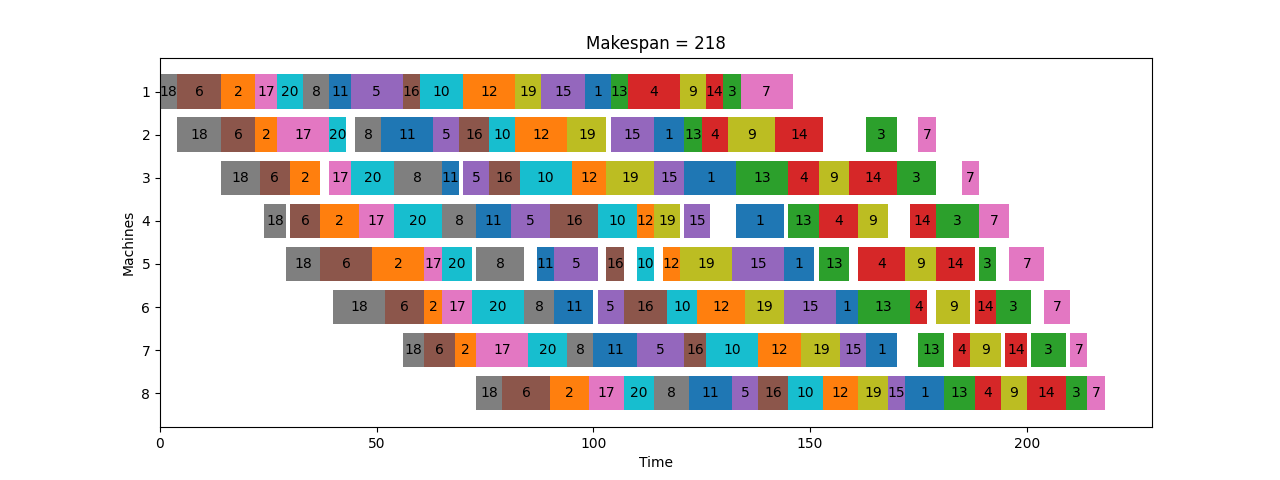 Makespan = 218
1 18 6 2 17 20 8 11 5 16 10 12 19 15 1 13 4 9 14 3 7
2 18 6 2 17 20 8 11 5 16 10 12 19 15 1 13 4 9 14 3 7
3 18 6 2 17 20 8 11 5 16 10 12 19 15 1 13 4 9 14 3 7
4 18 6 2 17 20 8 11 5 16 10 12 19 15 1 13 4 9 14 3 7
5 18 6 2 17 20 8 11 5 16 10 12 19 15 1 13 4 9 14 3 7
6 18 6 2 17 20 8 11 5 16 10 12 19 15 1 13 4 9 14 3 7
7 18 6 2 17 20 8 11 5 16 10 12 19 15 1 13 4 9 14 3 7
8 18 6 2 17 20 8 11 5 16 10 12 19 15 1 13 4 9 14 3 7
Machines
0 50 100 150 200
Time